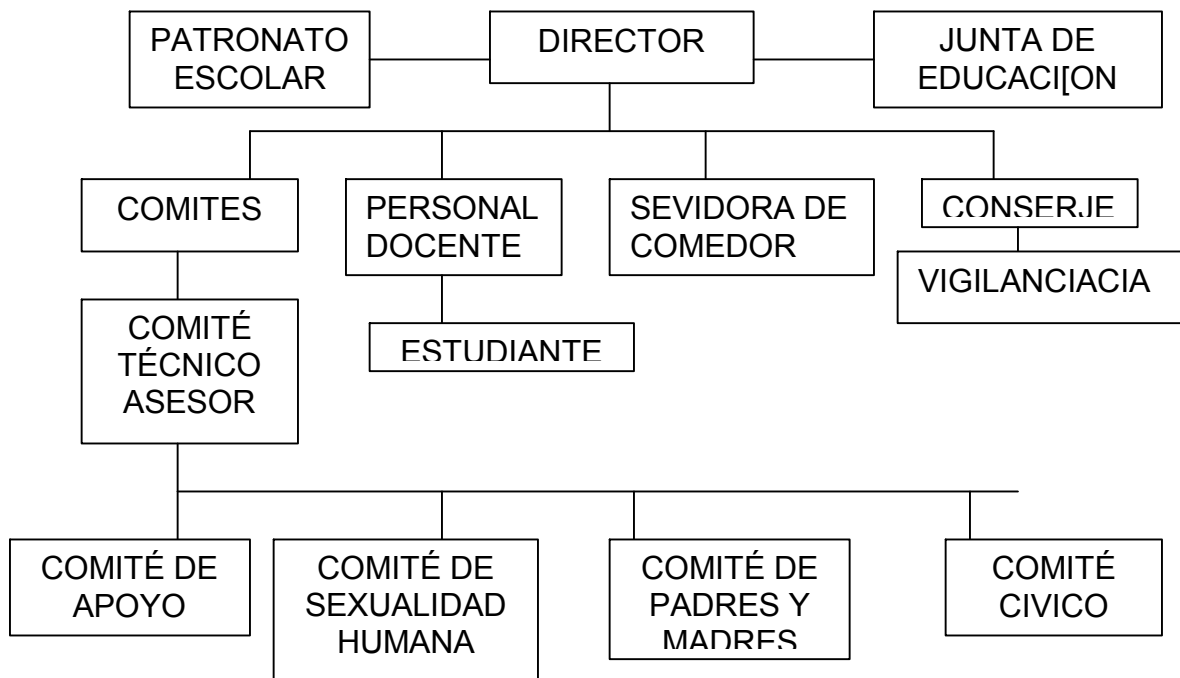 PATRONATO
ESCOLAR
DIRECTOR
JUNTA DE
EDUCACI[ON
COMITES
PERSONAL
DOCENTE
SEVIDORA DE
COMEDOR
CONSERJE
VIGILANCIACIA
COMITÉ
TÉCNICO
ASESOR
ESTUDIANTE
COMITÉ DE
APOYO
COMITÉ DE
SEXUALIDAD
HUMANA
COMITÉ DE
PADRES Y
MADRES
COMITÉ
CIVICO